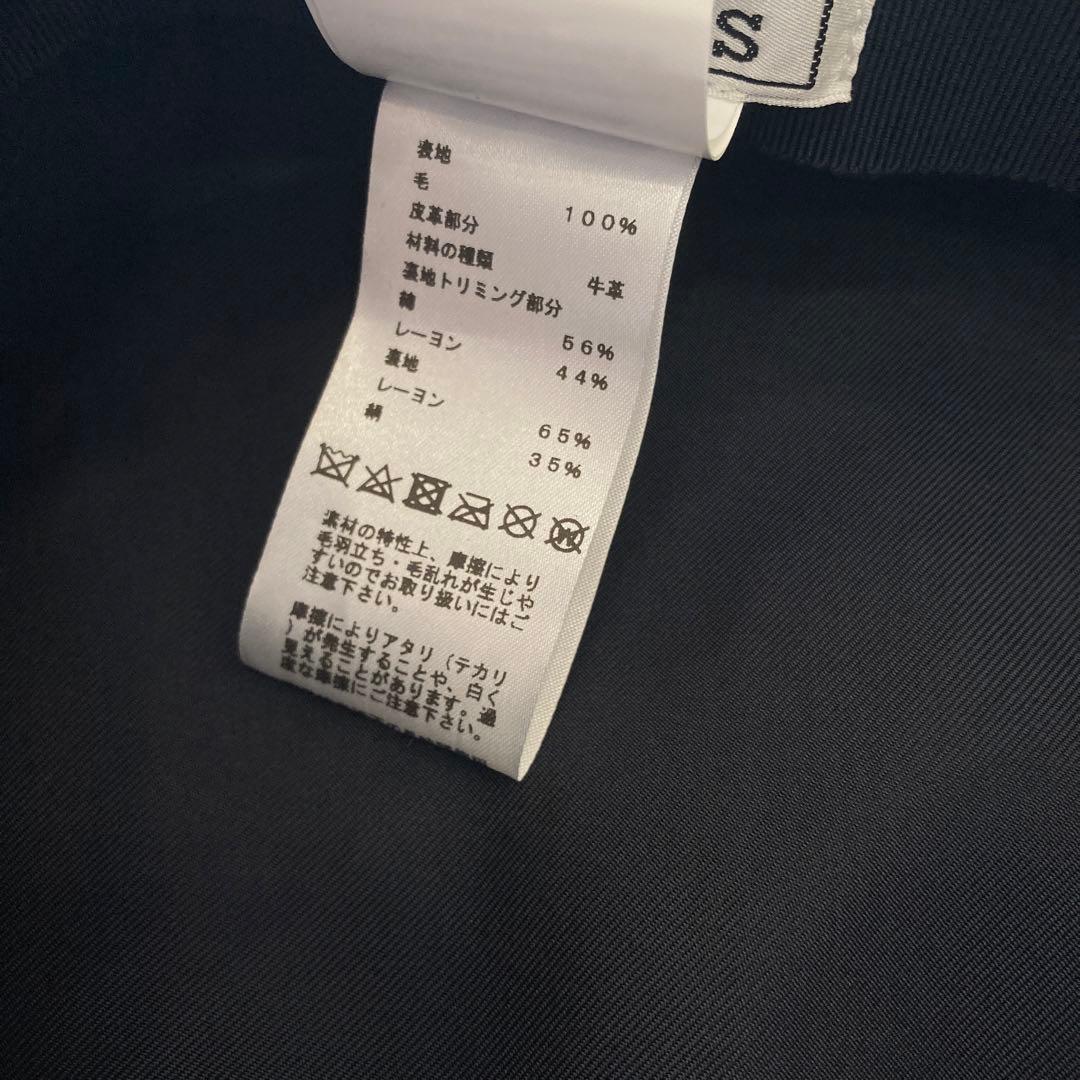 S
表地
毛 100%
皮革部分
材料の種類 牛革
裏地トリミング部分
綿 56%
レーヨン 44%
裏地
レーヨン 65%
絹 35%
素材の特性上、摩擦により
毛羽立ち・毛乱れが生じや
すいのでお取り扱いにはご
注意下さい。
摩擦によりアタリ（テカリ
）が発生することや、白く
見えることがあります。過
度な摩擦にご注意下さい。